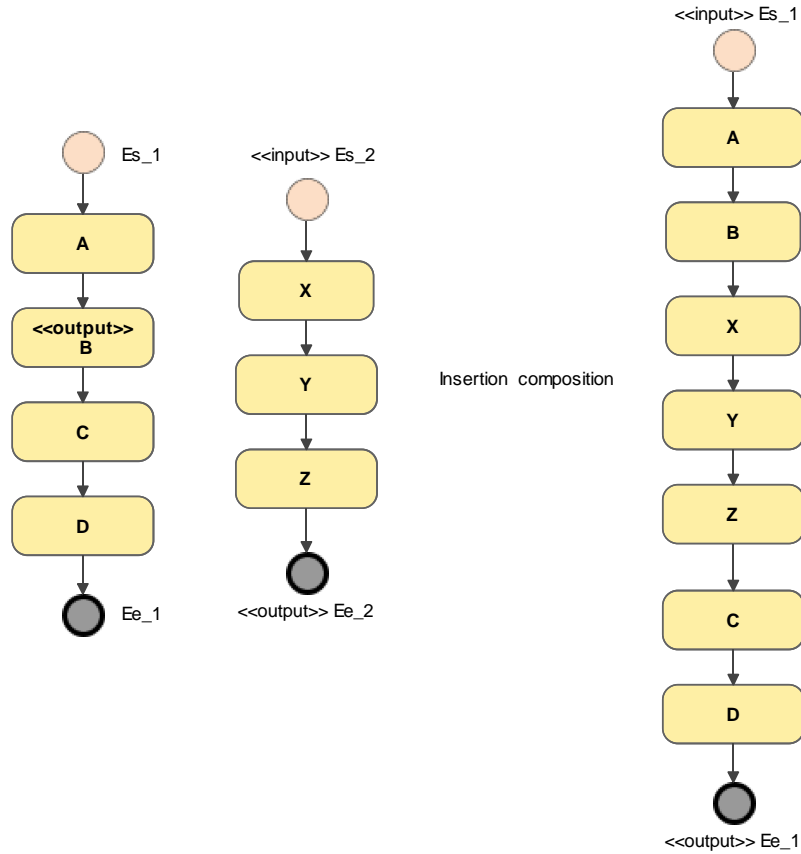 Es_1
A
<<output>>
B
C
D
Ee_1
<<input>> Es_2
X
Y
Z
<<output>> Ee_2
Insertion composition
<<input>> Es_1
A
B
X
Y
Z
C
D
<<output>> Ee_1